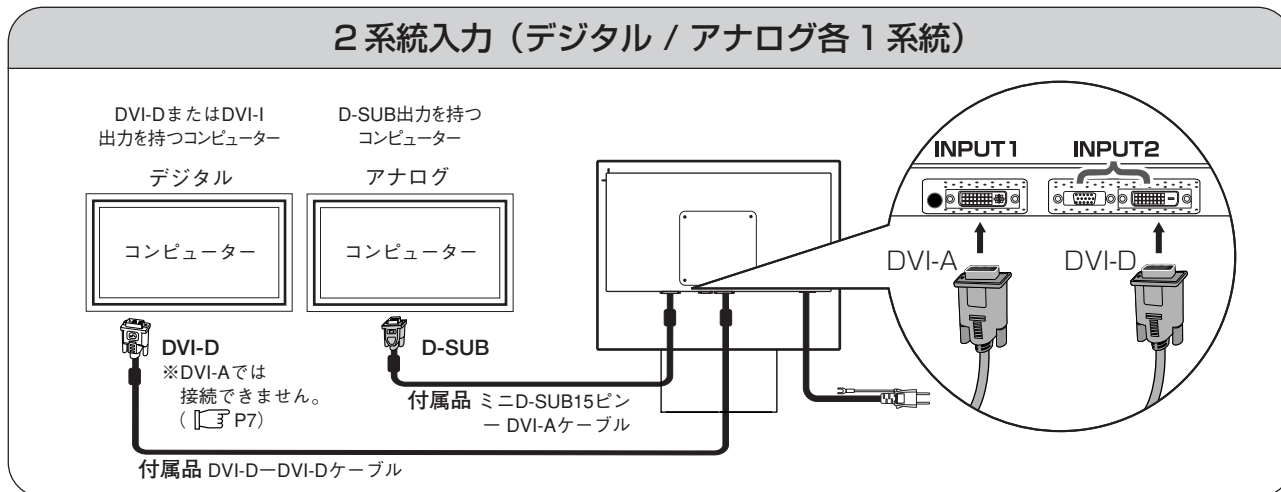 2系統入力（デジタル / アナログ各1系統）
DVI-DまたはDVI-I
出力を持つコンピューター
デジタル
コンピューター
D-SUB出力を持つ
コンピューター
アナログ
コンピューター
DVI-D
※DVI-Aでは
接続できません。
（ P7）
D-SUB
付属品 ミニD-SUB15ピン
ー DVI-Aケーブル
付属品 DVI-DーDVI-Dケーブル
INPUT1
INPUT2
DVI-A
DVI-D